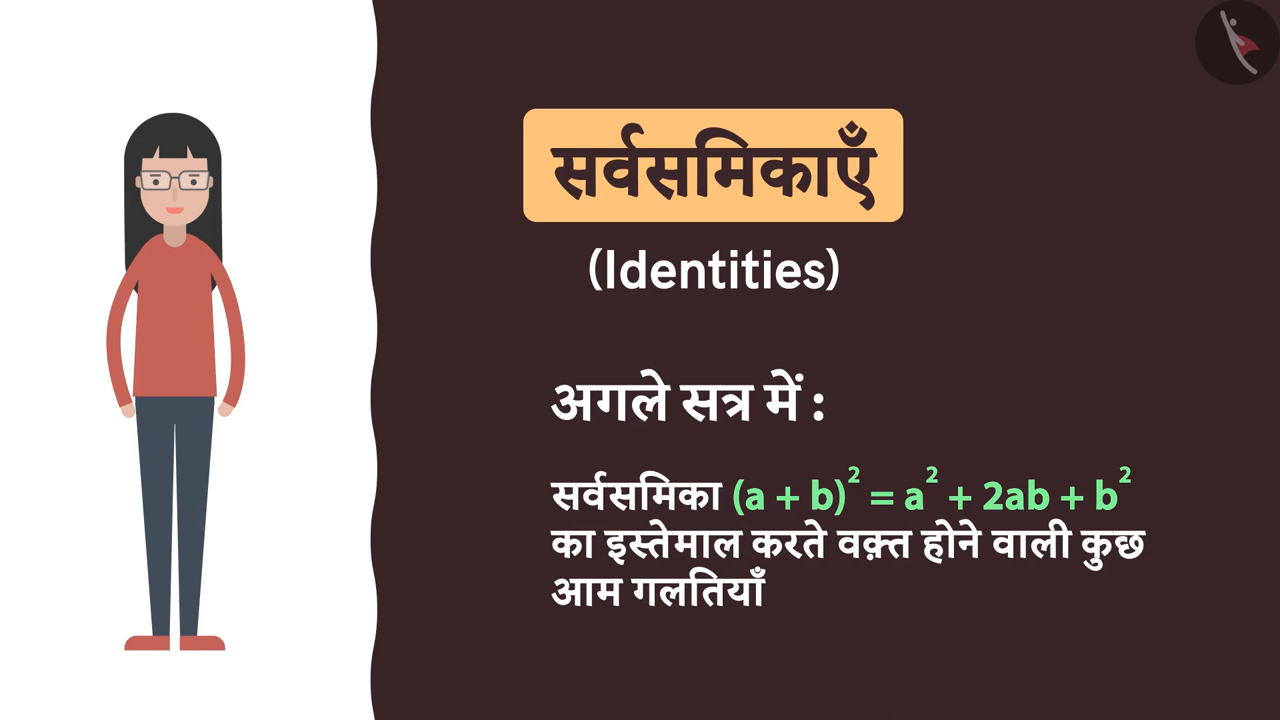 सर्वसमिकाएँ
(Identities)
अगले सत्र में :
सर्वसमिका (a + b)² = a² + 2ab + b²
का इस्तेमाल करते वक़्त होने वाली कुछ
आम गलतियाँ